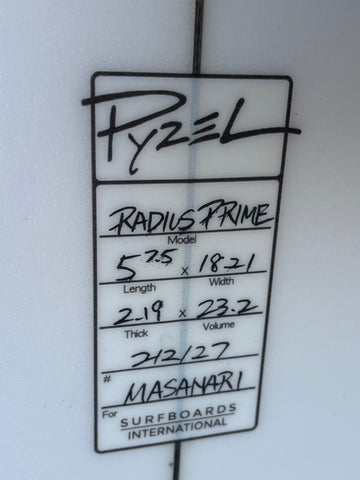 PYZEL
RADIUS PRIME
Model
5 7.5 x 18-21
Length Width
2-19 x 23.2
Thick Volume
# 212127
For MASANARI
SURFBOARDS
INTERNATIONAL